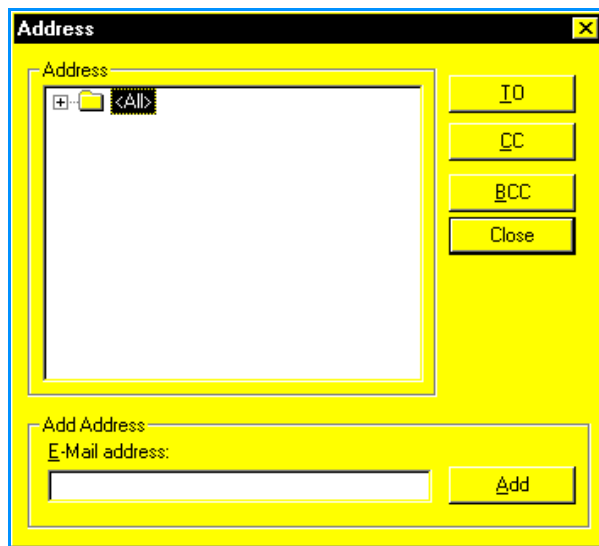 Address
Address
<All>
TO
CC
BCC
Close
Add Address
E-Mail address:
Add